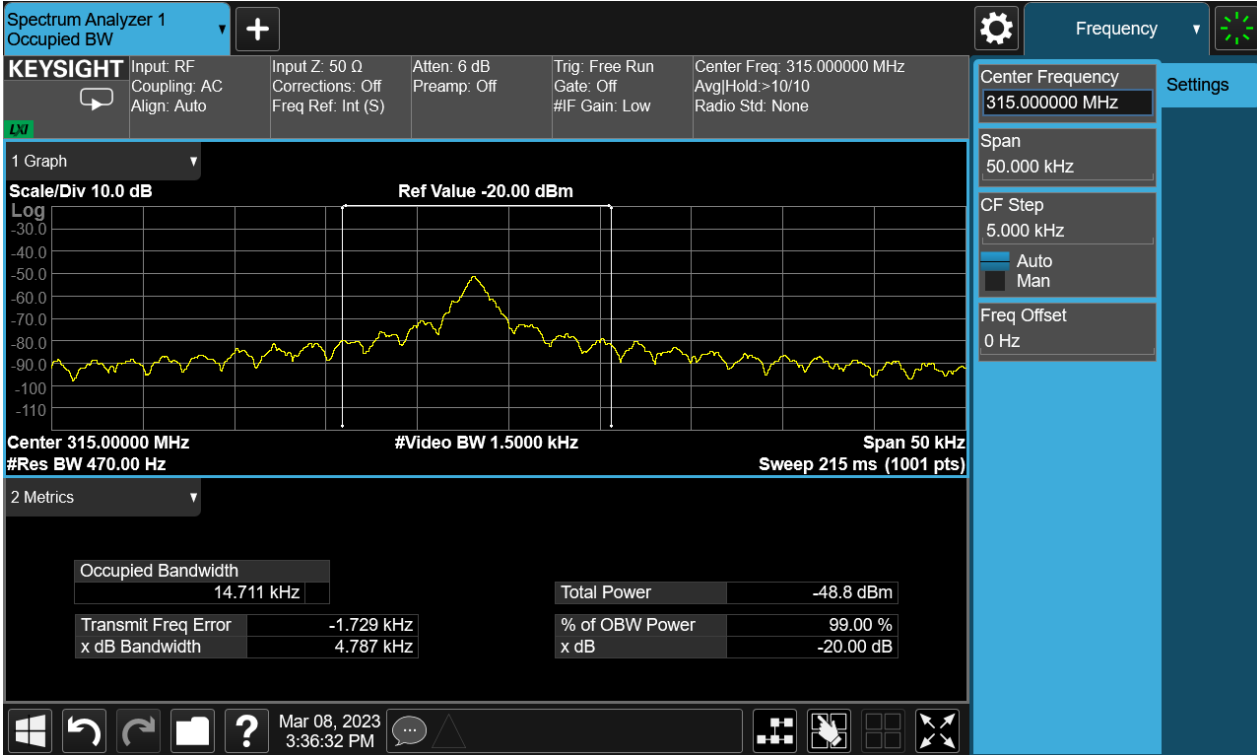 Spectrum Analyzer 1
Occupied BW
Frequency
KEYSIGHT
LXI
Input: RF
Coupling: AC
Align: Auto
Input Z: 50 Ω
Corrections: Off
Freq Ref: Int (S)
Atten: 6 dB
Preamp: Off
Trig: Free Run
Gate: Off
#IF Gain: Low
Center Freq: 315.000000 MHz
Avg|Hold:>10/10
Radio Std: None
Center Frequency
315.000000 MHz
Settings
Span
50.000 kHz
CF Step
5.000 kHz
Auto
Man
Freq Offset
0 Hz
1 Graph
Scale/Div 10.0 dB
Ref Value -20.00 dBm
Log
-30.0
-40.0
-50.0
-60.0
-70.0
-80.0
-90.0
-100
-110
Center 315.00000 MHz
#Video BW 1.5000 kHz
Span 50 kHz
#Res BW 470.00 Hz
Sweep 215 ms (1001 pts)
2 Metrics
Occupied Bandwidth
14.711 kHz
Total Power -48.8 dBm
Transmit Freq Error -1.729 kHz
% of OBW Power 99.00 %
x dB Bandwidth 4.787 kHz
x dB -20.00 dB
?
Mar 08, 2023
3:36:32 PM